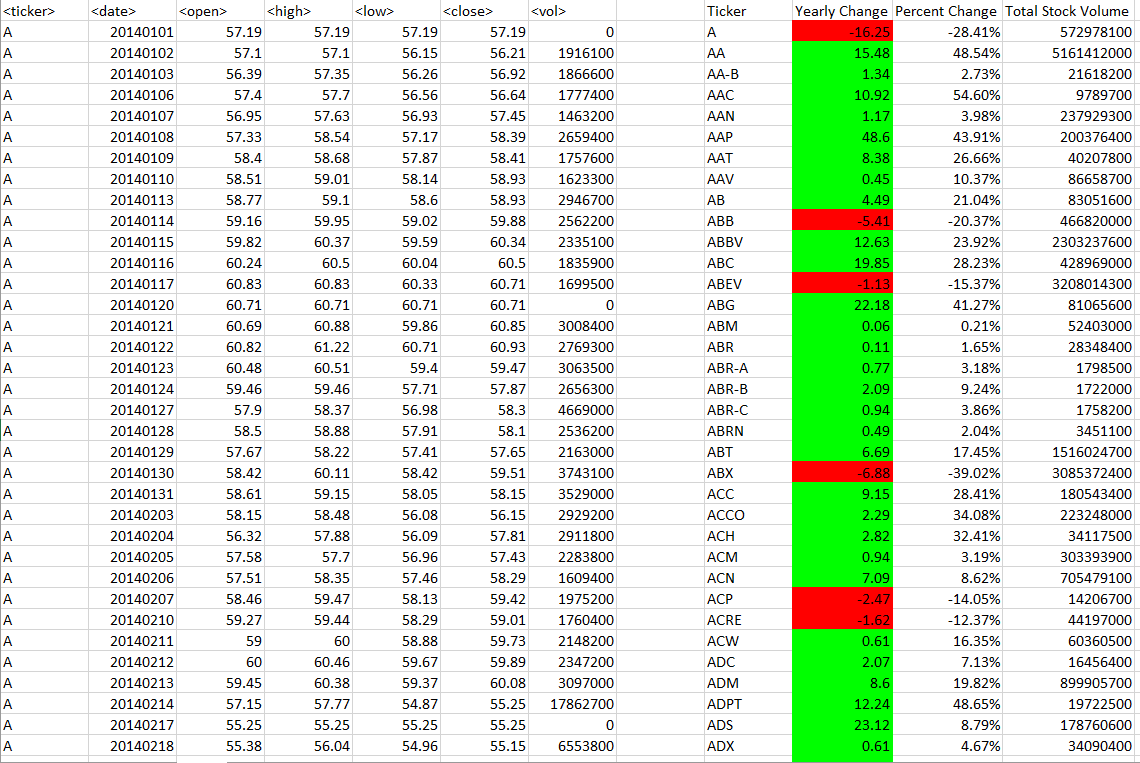 <ticker> <date> <open> <high> <low> <close> <vol> Ticker Yearly Change Percent Change Total Stock Volume
A 20140101 57.19 57.19 57.19 57.19 0 A -16.25 -28.41% 572978100
A 20140102 57.1 57.1 56.15 56.21 1916100 AA 15.48 48.54% 5161412000
A 20140103 56.39 57.35 56.26 56.92 1866600 AA-B 1.34 2.73% 21618200
A 20140106 57.4 57.7 56.56 56.64 1777400 AAC 10.92 54.60% 9789700
A 20140107 56.95 57.63 56.93 57.45 1463200 AAN 1.17 3.98% 237929300
A 20140108 57.33 58.54 57.17 58.39 2659400 AAP 48.6 43.91% 200376400
A 20140109 58.4 58.68 57.87 58.41 1757600 AAT 8.38 26.66% 40207800
A 20140110 58.51 59.01 58.14 58.93 1623300 AAV 0.45 10.37% 86658700
A 20140113 58.77 59.1 58.6 58.93 2946700 AB 4.49 21.04% 83051600
A 20140114 59.16 59.95 59.02 59.88 2562200 ABB -5.41 -20.37% 466820000
A 20140115 59.82 60.37 59.59 60.34 2335100 ABBV 12.63 23.92% 2303237600
A 20140116 60.24 60.5 60.04 60.5 1835900 ABC 19.85 28.23% 428969000
A 20140117 60.83 60.83 60.33 60.71 1699500 ABEV -1.13 -15.37% 3208014300
A 20140120 60.71 60.71 60.71 60.71 0 ABG 22.18 41.27% 81065600
A 20140121 60.69 60.88 59.86 60.85 3008400 ABM 0.06 0.21% 52403000
A 20140122 60.82 61.22 60.71 60.93 2769300 ABR 0.11 1.65% 28348400
A 20140123 60.48 60.51 59.4 59.47 3063500 ABR-A 0.77 3.18% 1798500
A 20140124 59.46 59.46 57.71 57.87 2656300 ABR-B 2.09 9.24% 1722000
A 20140127 57.9 58.37 56.98 58.3 4669000 ABR-C 0.94 3.86% 1758200
A 20140128 58.5 58.88 57.91 58.1 2536200 ABRN 0.49 2.04% 3451100
A 20140129 57.67 58.22 57.41 57.65 2163000 ABT 6.69 17.45% 1516024700
A 20140130 58.42 60.11 58.42 59.51 3743100 ABX -6.88 -39.02% 3085372400
A 20140131 58.61 59.15 58.05 58.15 3529000 ACC 9.15 28.41% 180543400
A 20140203 58.15 58.48 56.08 56.15 2929200 ACCO 2.29 34.08% 223248000
A 20140204 56.32 57.88 56.09 57.81 2911800 ACH 2.82 32.41% 34117500
A 20140205 57.58 57.7 56.96 57.43 2283800 ACM 0.94 3.19% 303393900
A 20140206 57.51 58.35 57.46 58.29 1609400 ACN 7.09 8.62% 705479100
A 20140207 58.46 59.47 58.13 59.42 1975200 ACP -2.47 -14.05% 14206700
A 20140210 59.27 59.44 58.29 59.01 1760400 ACRE -1.62 -12.37% 44197000
A 20140211 59 60 58.88 59.73 2148200 ACW 0.61 16.35% 60360500
A 20140212 60 60.46 59.67 59.89 2347200 ADC 2.07 7.13% 16456400
A 20140213 59.45 60.38 59.37 60.08 3097000 ADM 8.6 19.82% 899905700
A 20140214 57.15 57.77 54.87 55.25 17862700 ADPT 12.24 48.65% 19722500
A 20140217 55.25 55.25 55.25 55.25 0 ADS 23.12 8.79% 178760600
A 20140218 55.38 56.04 54.96 55.15 6553800 ADX 0.61 4.67% 34090400